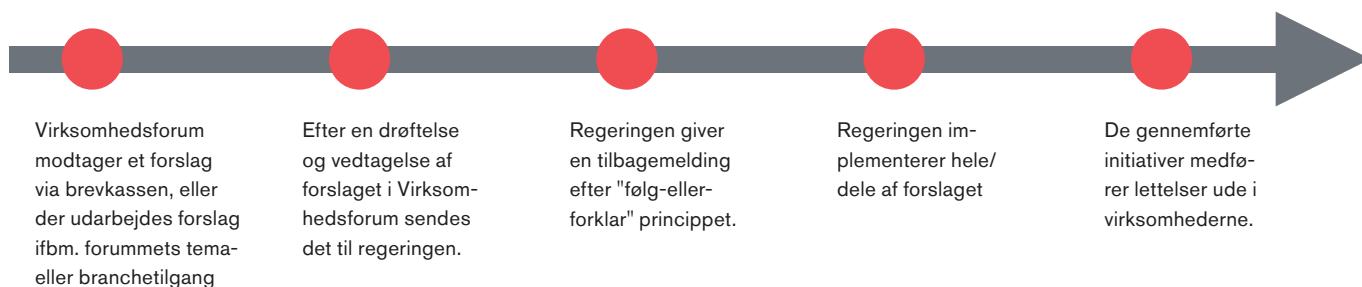 Virksomhedsforum
modtager et forslag
via brevkassen, eller
der udarbejdes forslag
ifbm. forummets tema-
eller branchetilgang
Efter en drøftelse
og vedtagelse af
forslaget i Virksom-
hedsforum sendes
det til regeringen.
Regeringen giver
en tilbagemelding
efter "følg-eller-
forklar" princippet.
Regeringen im-
plementerer hele/
dele af forslaget
De gennemførte
initiativer medfø-
rer lettelser ude i
virksomhederne.